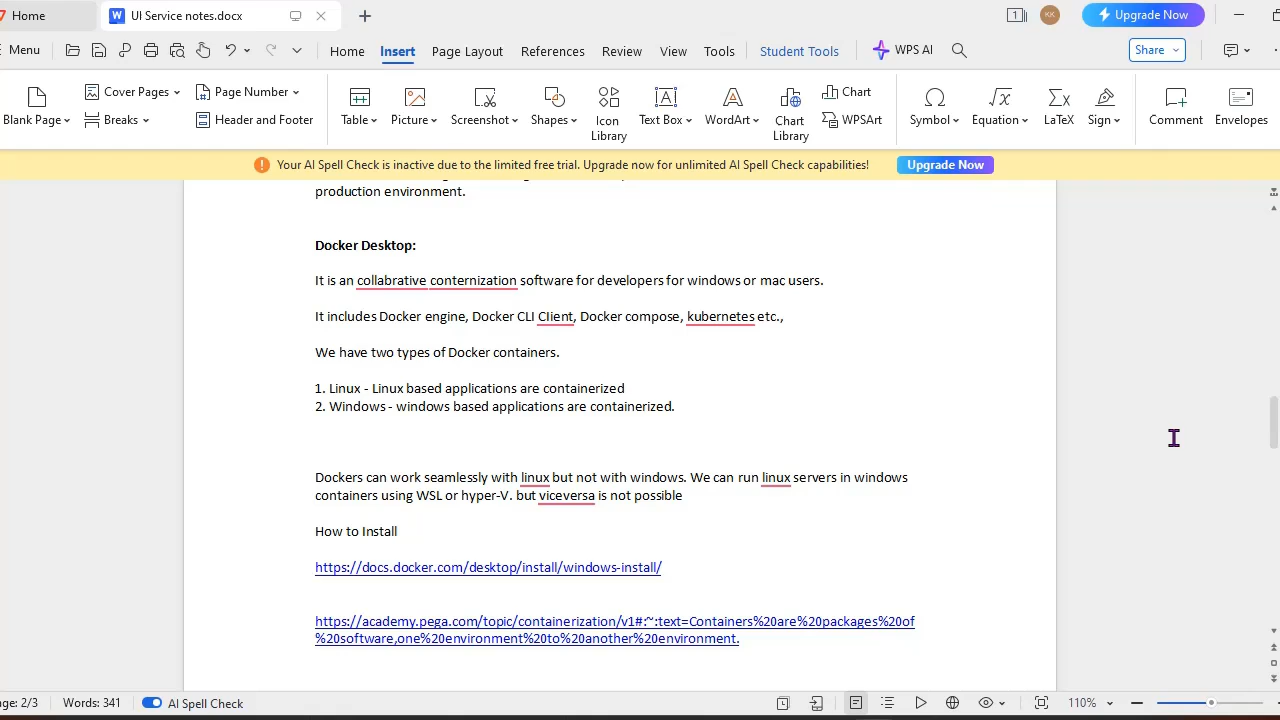 Home
UI Service notes.docx
1
KK
Upgrade Now
Menu
Home
Insert
Page Layout
References
Review
View
Tools
Student Tools
WPS AI
Share
Blank Page
Cover Pages
Breaks
Page Number
Header and Footer
Table
Picture
Screenshot
Shapes
Icon Library
Text Box
WordArt
Chart Library
Chart
WPSArt
Symbol
Equation
LaTeX
Sign
Comment
Envelopes
Your AI Spell Check is inactive due to the limited free trial. Upgrade now for unlimited AI Spell Check capabilities!
Upgrade Now
production environment.
Docker Desktop:
It is an collabrative conternization software for developers for windows or mac users.
It includes Docker engine, Docker CLI CIient, Docker compose, kubernetes etc.,
We have two types of Docker containers.
1. Linux - Linux based applications are containerized
2. Windows - windows based applications are containerized.
Dockers can work seamlessly with linux but not with windows. We can run linux servers in windows
containers using WSL or hyper-V. but viceversa is not possible
How to Install
https://docs.docker.com/desktop/install/windows-install/
https://academy.pega.com/topic/containerization/v1#:~:text=Containers%20are%20packages%20of
%20software,one%20environment%20to%20another%20environment.
age: 2/3
Words: 341
AI Spell Check
110%